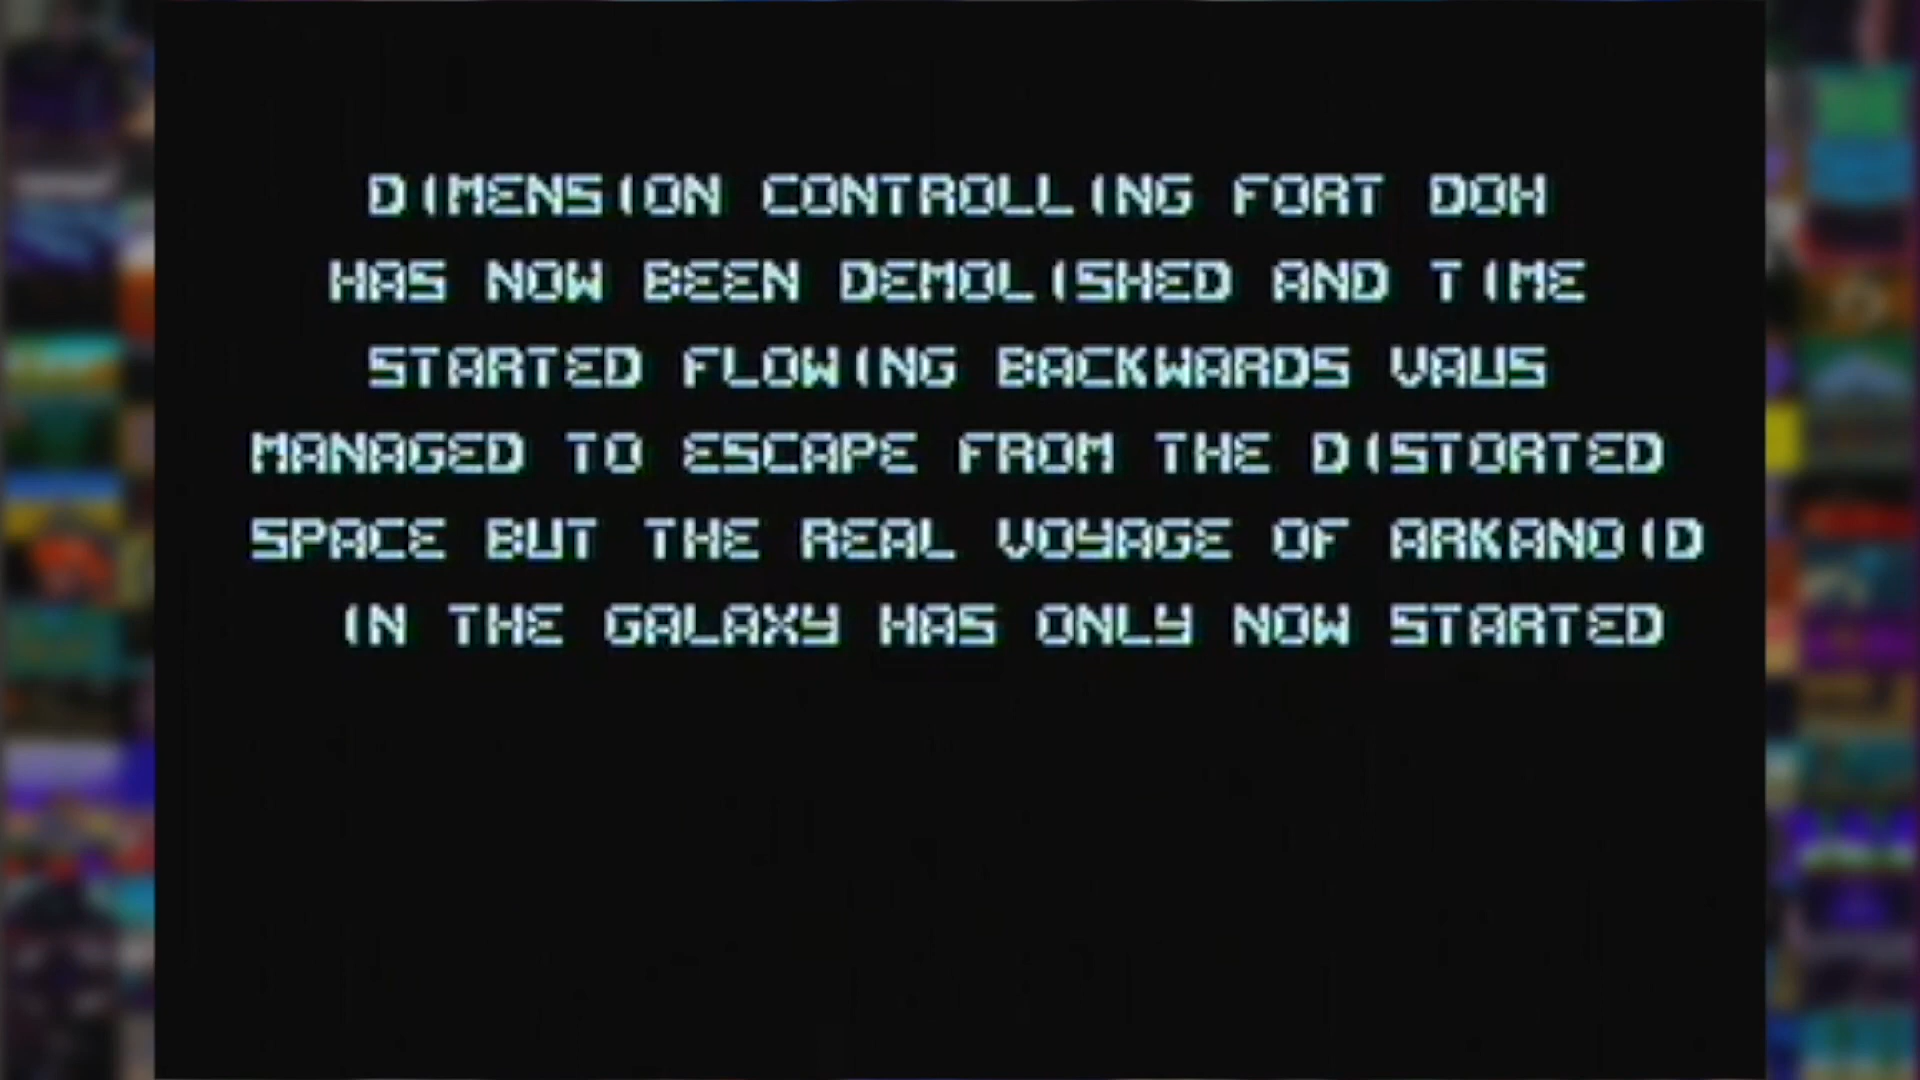 DIMENSION CONTROLLING FORT DOH
HAS NOW BEEN DEMOLISHED AND TIME
STARTED FLOWING BACKWARDS VAUS
MANAGED TO ESCAPE FROM THE DISTORTED
SPACE BUT THE REAL VOYAGE OF ARKANOID
IN THE GALAXY HAS ONLY NOW STARTED